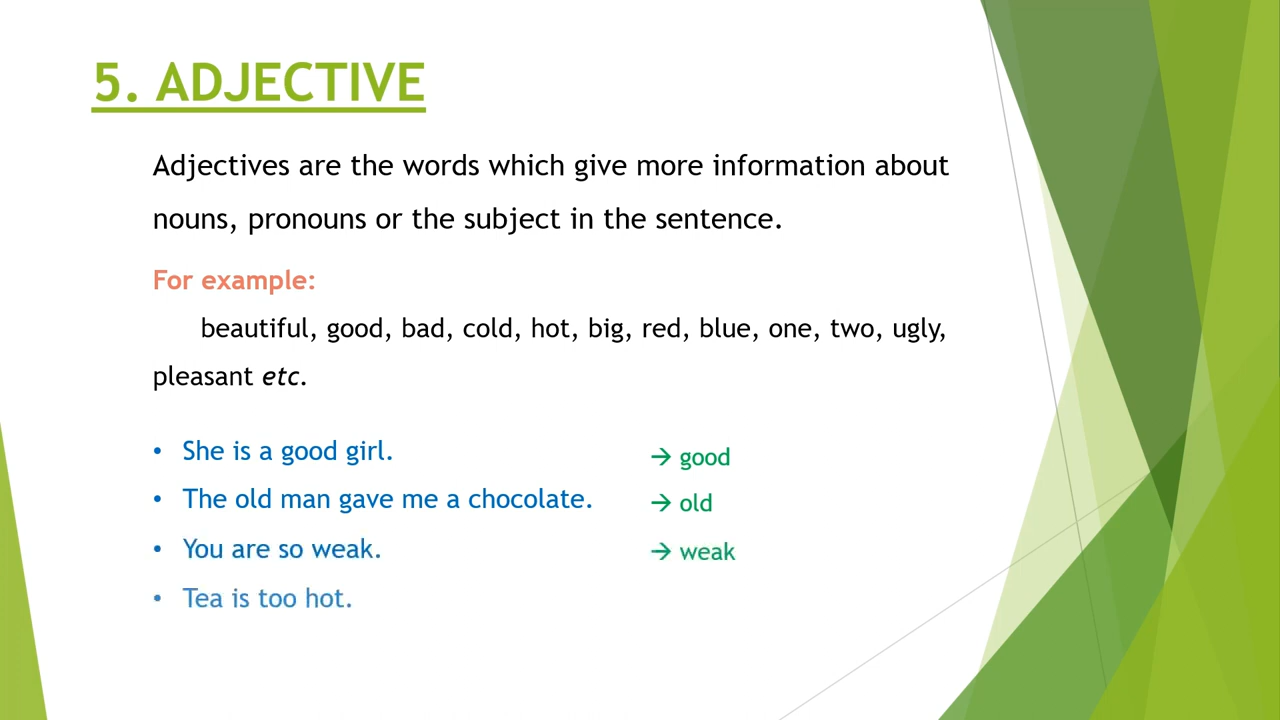 5. ADJECTIVE
Adjectives are the words which give more information about
nouns, pronouns or the subject in the sentence.
For example:
beautiful, good, bad, cold, hot, big, red, blue, one, two, ugly,
pleasant etc.
• She is a good girl. → good
• The old man gave me a chocolate. → old
• You are so weak. → weak
• Tea is too hot.